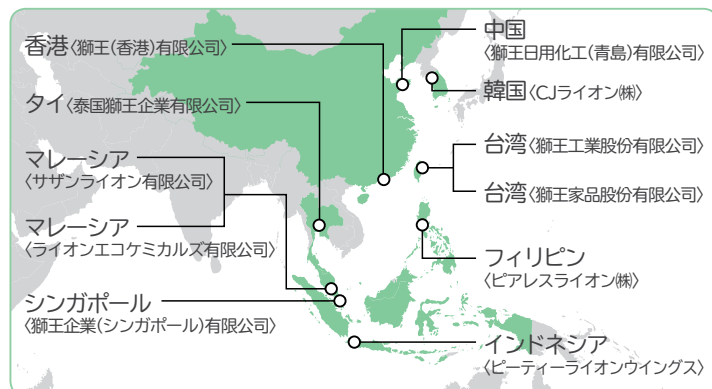 香港〈獅王(香港)有限公司〉
タイ〈泰国獅王企業有限公司〉
マレーシア
〈サザンライオン有限公司〉
マレーシア
〈ライオンエコケミカルズ有限公司〉
シンガポール
〈獅王企業(シンガポール)有限公司〉
中国
〈獅王日用化工(青島)有限公司〉
韓国〈CJライオン㈱〉
台湾〈獅王工業股份有限公司〉
台湾〈獅王家品股份有限公司〉
フィリピン
〈ピアレスライオン㈱〉
インドネシア
〈ピーティーライオンウイングス〉